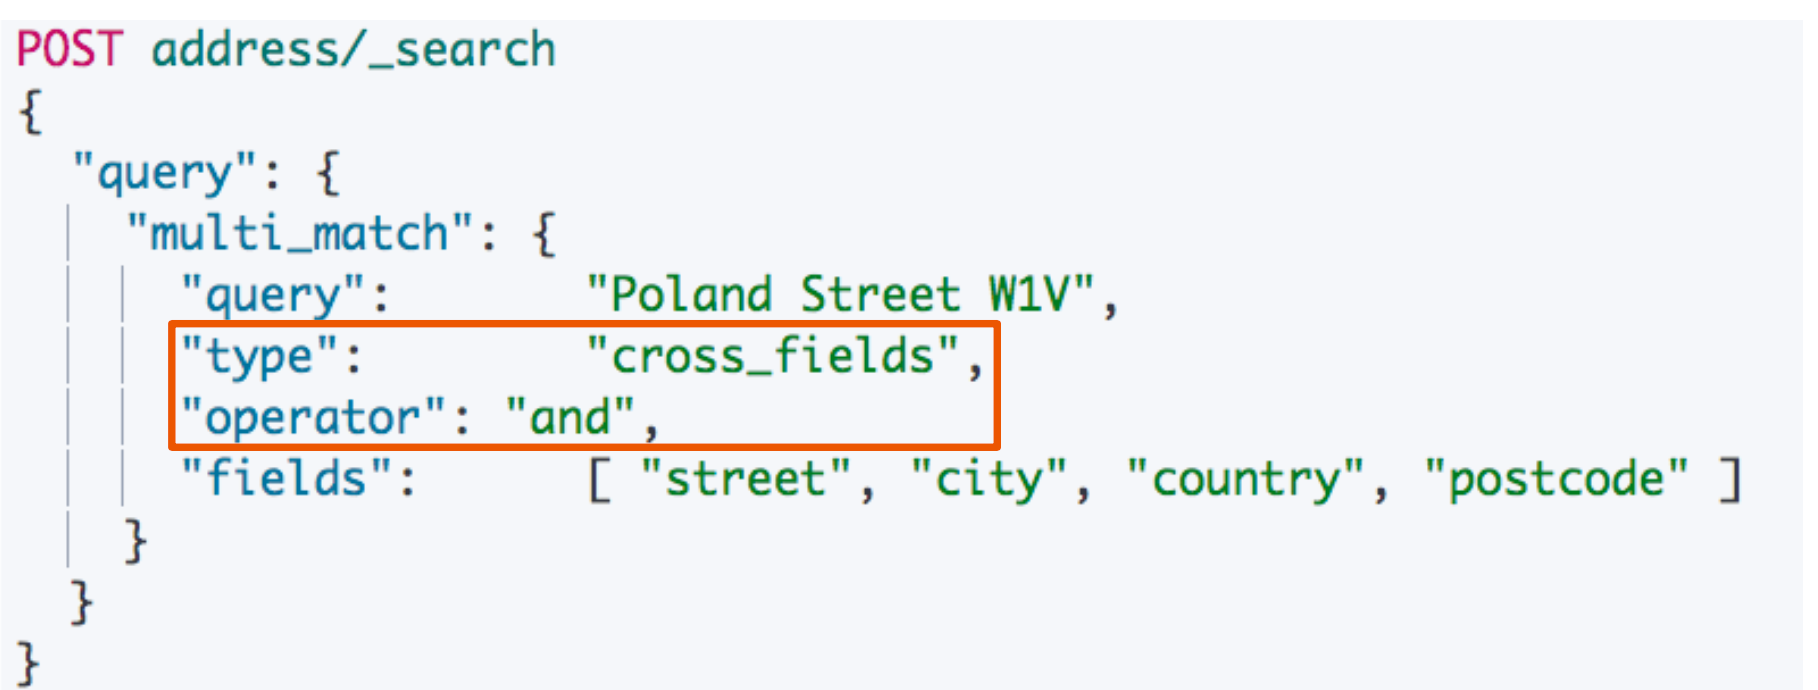 POST address/_search
{
  "query": {
    "multi_match": {
      "query":       "Poland Street W1V",
      "type":        "cross_fields",
      "operator": "and",
      "fields":      [ "street", "city", "country", "postcode" ]
    }
  }
}